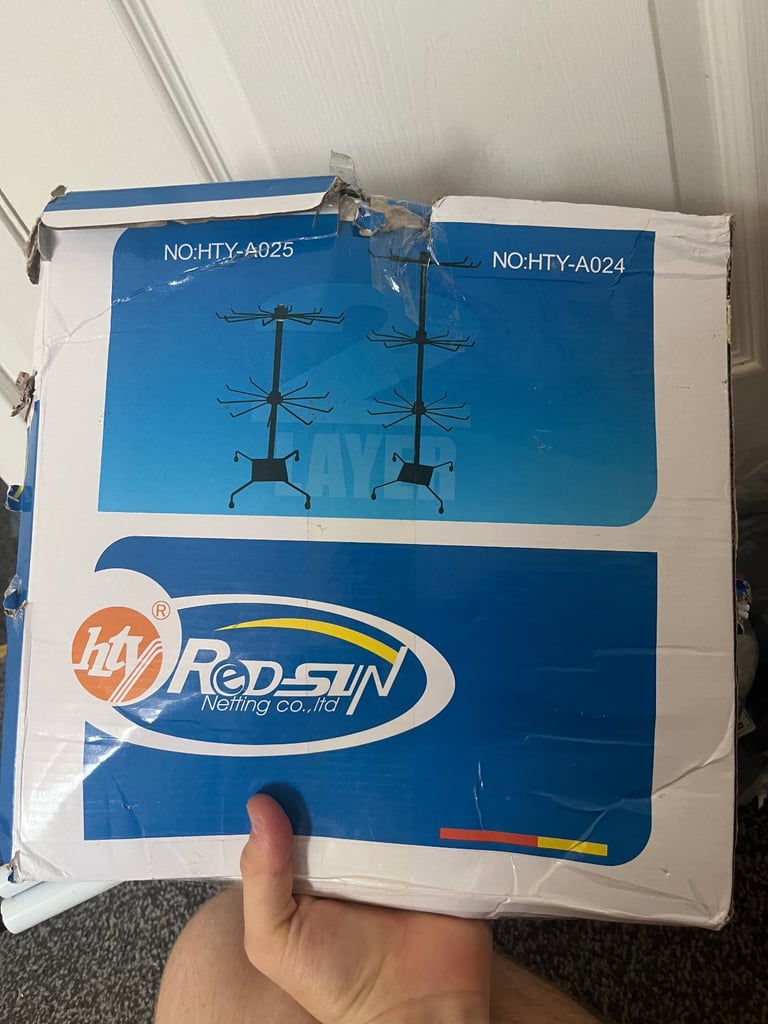 NO:HTY-A025
NO:HTY-A024
2
LAYER
hty®
RED-SUN
Netting co.,ltd